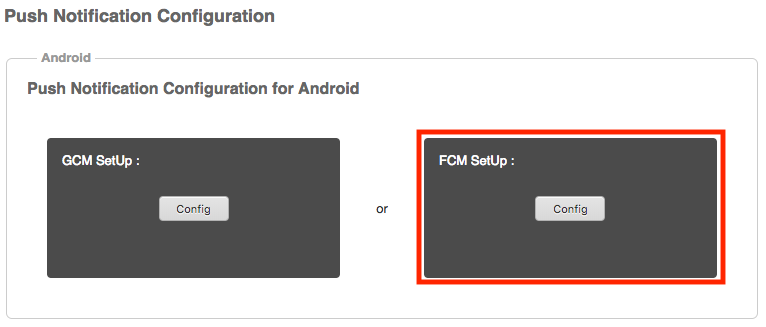 Push Notification Configuration
Android
Push Notification Configuration for Android
GCM SetUp :
Config
or
FCM SetUp :
Config